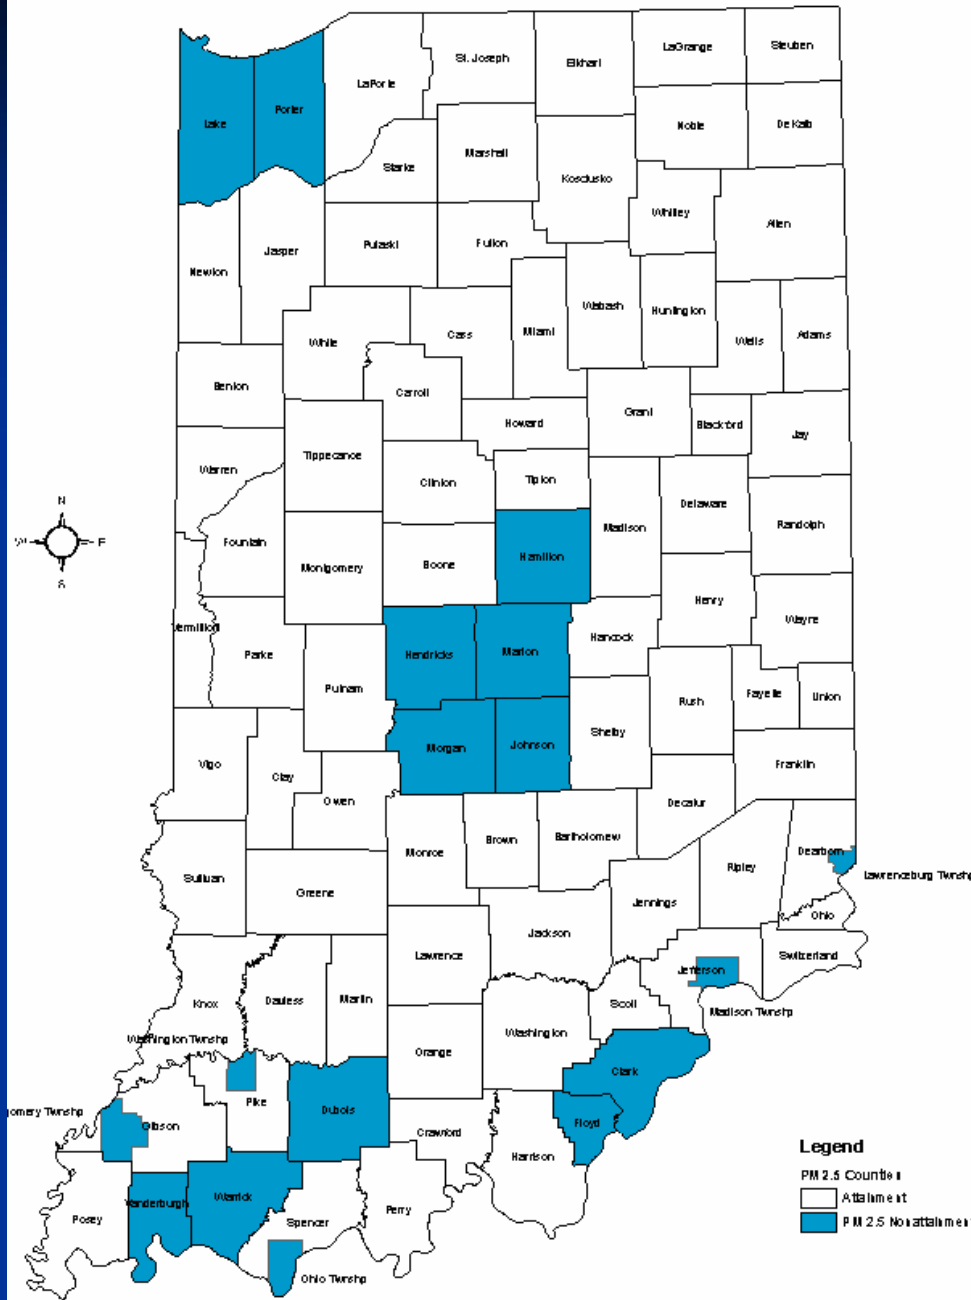 LaGrange
Steuben
St. Joseph
Elkhart
LaPorte
Porter
Lake
Noble
De Kalb
Marshall
Starke
Kosciusko
Whitley
Allen
Pulaski
Fulton
Jasper
Newton
Wabash
Huntington
Miami
Cass
White
Wells
Adams
Benton
Carroll
Grant
Howard
Blackford
Jay
Tippecanoe
Warren
Clinton
Tipton
Delaware
Madison
Randolph
N
W
E
S
Fountain
Boone
Hamilton
Montgomery
Henry
Wayne
Vermillion
Hancock
Parke
Hendricks
Marion
Putnam
Fayette
Union
Rush
Shelby
Morgan
Johnson
Vigo
Clay
Franklin
Owen
Decatur
Brown
Bartholomew
Monroe
Dearborn
Ripley
Lawrenceburg Twnshp
Sullivan
Greene
Jennings
Ohio
Jackson
Lawrence
Switzerland
Jefferson
Knox
Daviess
Martin
Scott
Madison Twnshp
Washington
Washington Twnshp
Orange
Clark
Pike
Dubois
gomery Twnshp
Gibson
Floyd
Crawford
Harrison
Vanderburgh
Warrick
Perry
Posey
Spencer
Ohio Twnshp
Legend
PM 2.5 Counties
Attainment
PM 2.5 Nonattainment